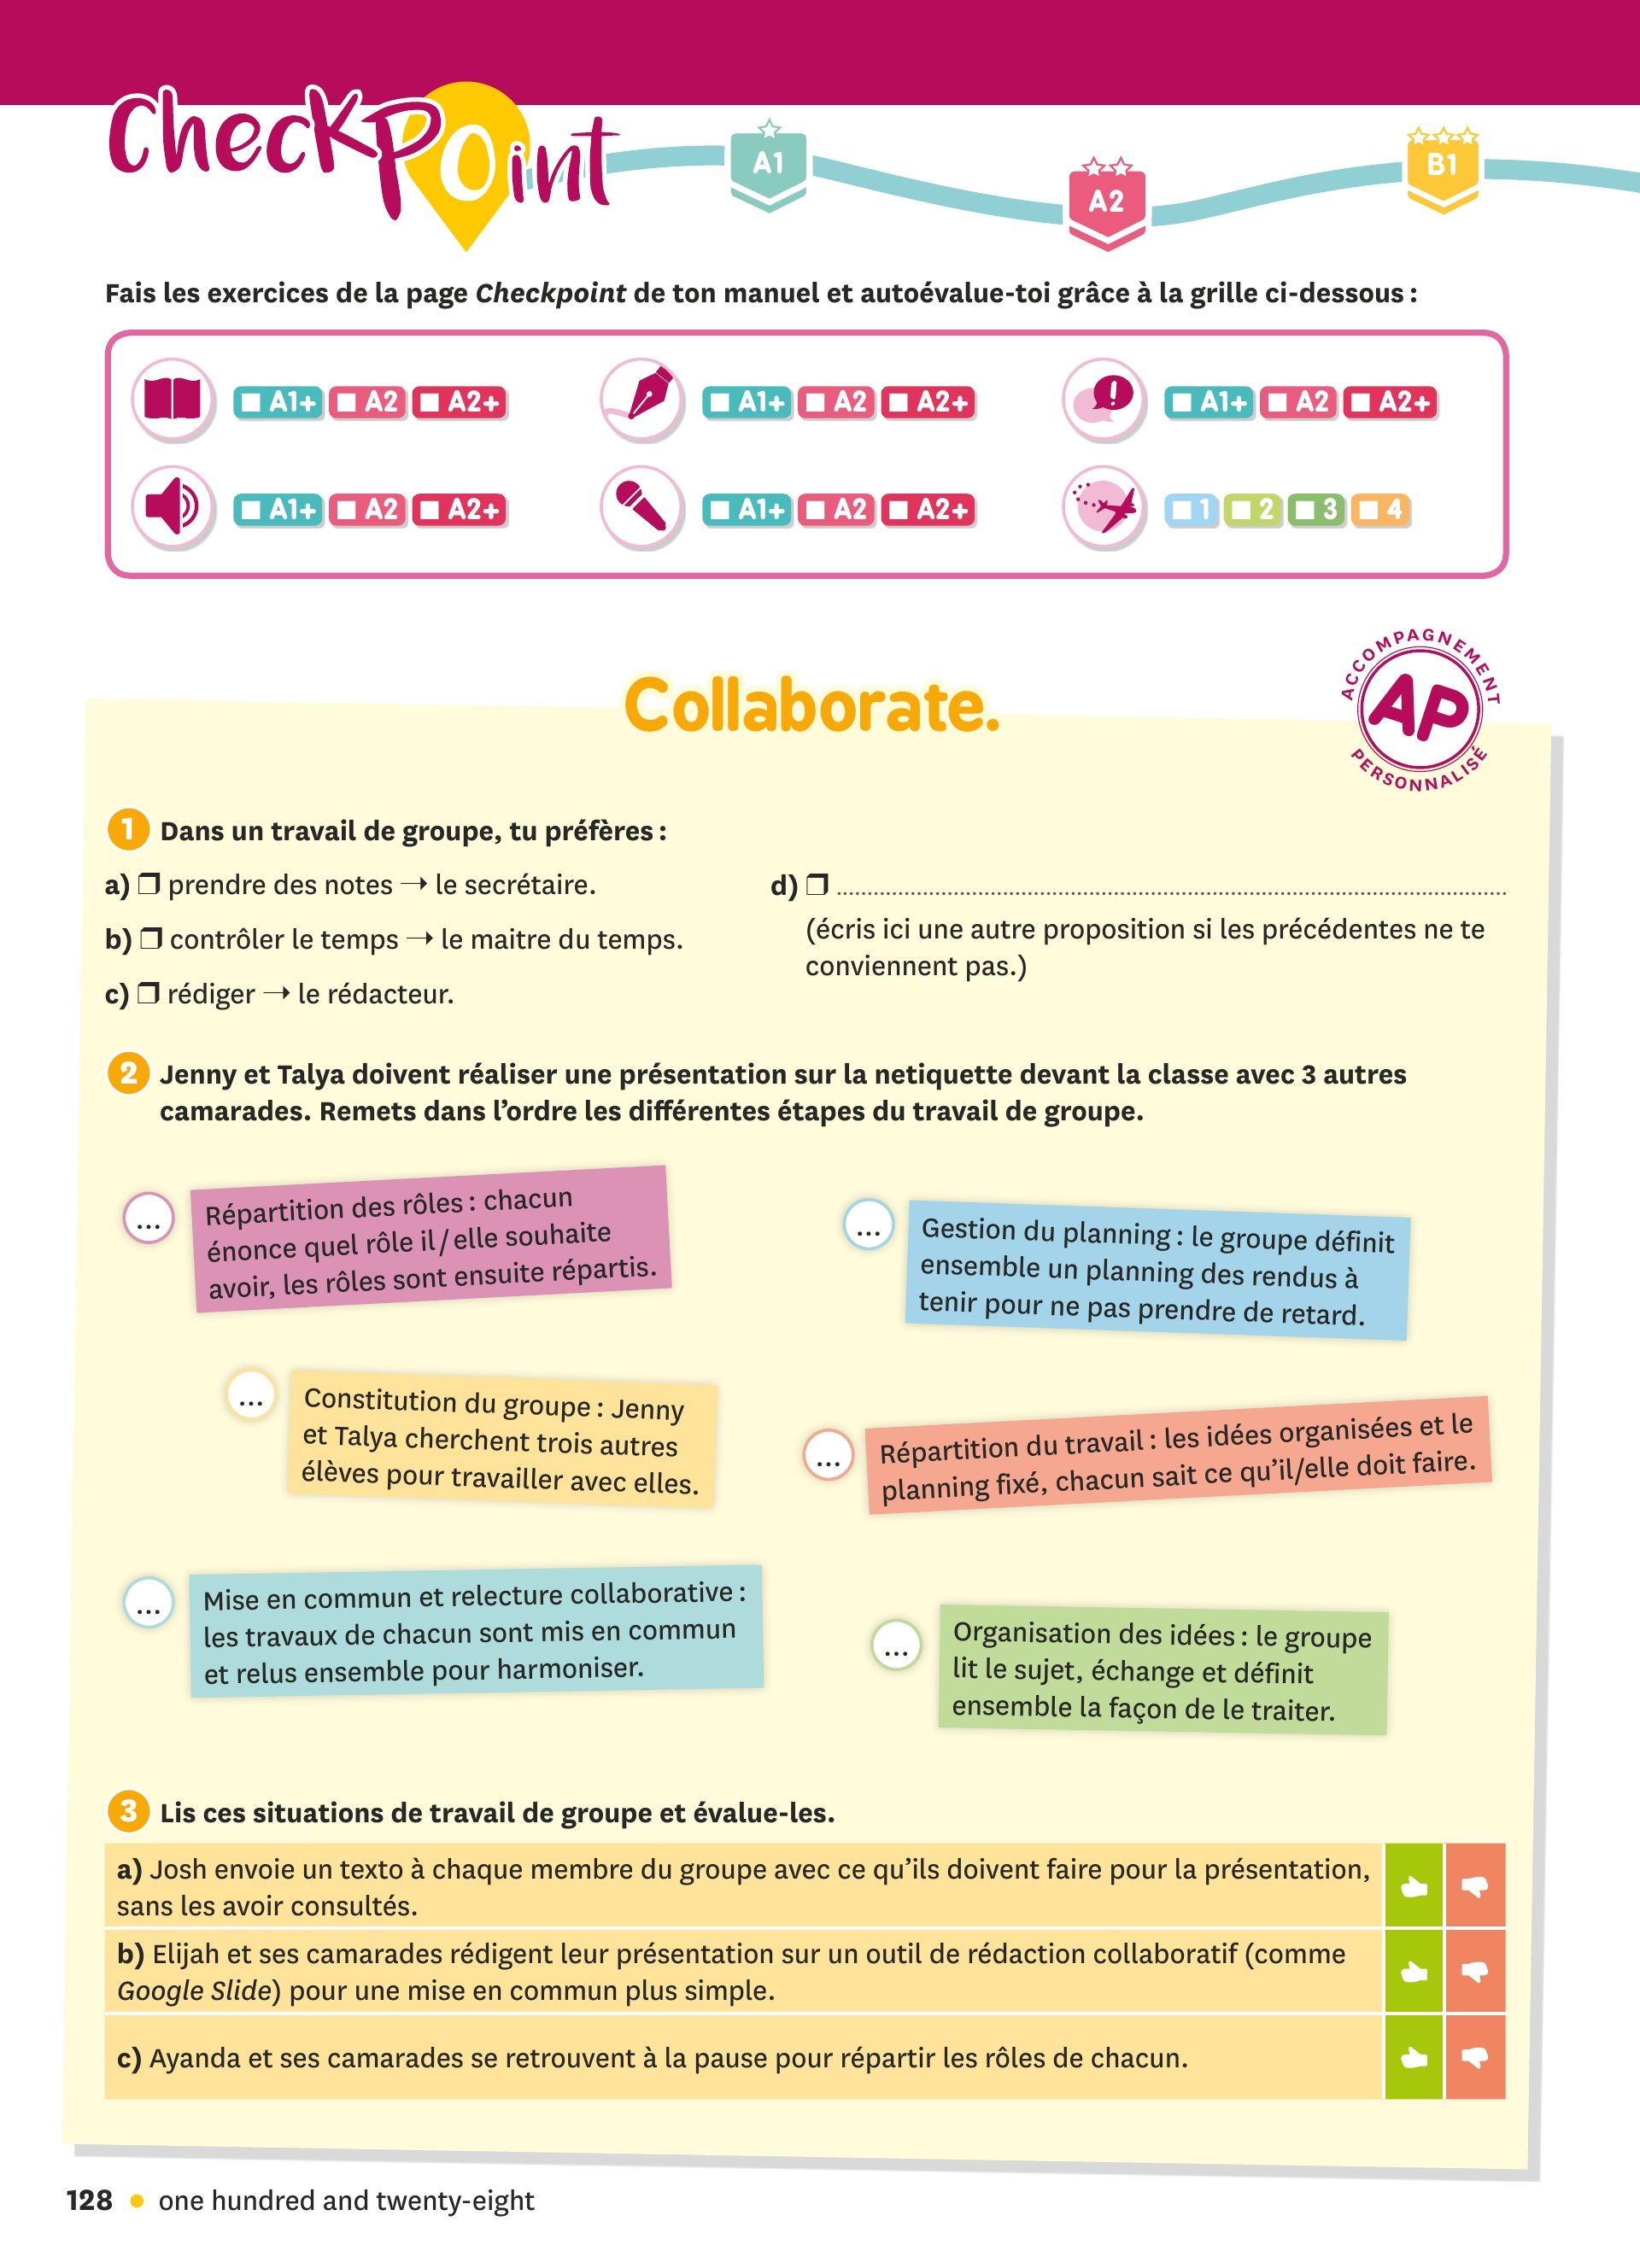 CheckPoint
A1
A2
B1
Fais les exercices de la page Checkpoint de ton manuel et autoévalue-toi grâce à la grille ci-dessous :
A1+ A2 A2+
A1+ A2 A2+
A1+ A2 A2+
A1+ A2 A2+
A1+ A2 A2+
1 2 3 4
Collaborate.
ACCOMPAGNEMENT
AP
PERSONNALISÉ
1 Dans un travail de groupe, tu préfères :
a) ❒ prendre des notes → le secrétaire.
b) ❒ contrôler le temps → le maitre du temps.
c) ❒ rédiger → le rédacteur.
d) ❒ ....................................................................................
(écris ici une autre proposition si les précédentes ne te
conviennent pas.)
2 Jenny et Talya doivent réaliser une présentation sur la netiquette devant la classe avec 3 autres
camarades. Remets dans l'ordre les différentes étapes du travail de groupe.
...
Répartition des rôles : chacun
énonce quel rôle il / elle souhaite
avoir, les rôles sont ensuite répartis.
...
Gestion du planning : le groupe définit
ensemble un planning des rendus à
tenir pour ne pas prendre de retard.
...
Constitution du groupe : Jenny
et Talya cherchent trois autres
élèves pour travailler avec elles.
...
Répartition du travail : les idées organisées et le
planning fixé, chacun sait ce qu'il/elle doit faire.
...
Mise en commun et relecture collaborative :
les travaux de chacun sont mis en commun
et relus ensemble pour harmoniser.
...
Organisation des idées : le groupe
lit le sujet, échange et définit
ensemble la façon de le traiter.
3 Lis ces situations de travail de groupe et évalue-les.
a) Josh envoie un texto à chaque membre du groupe avec ce qu'ils doivent faire pour la présentation,
sans les avoir consultés.
b) Elijah et ses camarades rédigent leur présentation sur un outil de rédaction collaboratif (comme
Google Slide) pour une mise en commun plus simple.
c) Ayanda et ses camarades se retrouvent à la pause pour répartir les rôles de chacun.
128 • one hundred and twenty-eight